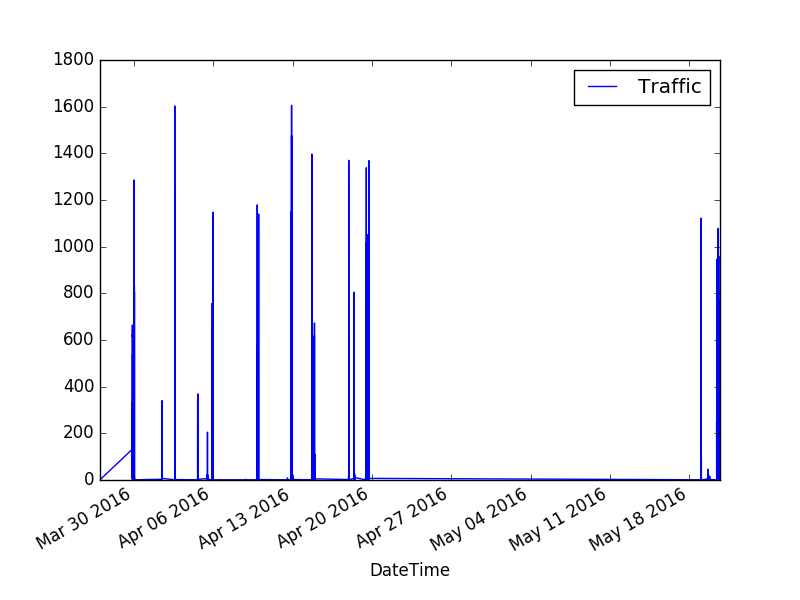 1800
Traffic
1600
1400
1200
1000
800
600
400
200
0
Mar 30 2016
Apr 06 2016
Apr 13 2016
Apr 20 2016
Apr 27 2016
May 04 2016
May 11 2016
May 18 2016
DateTime